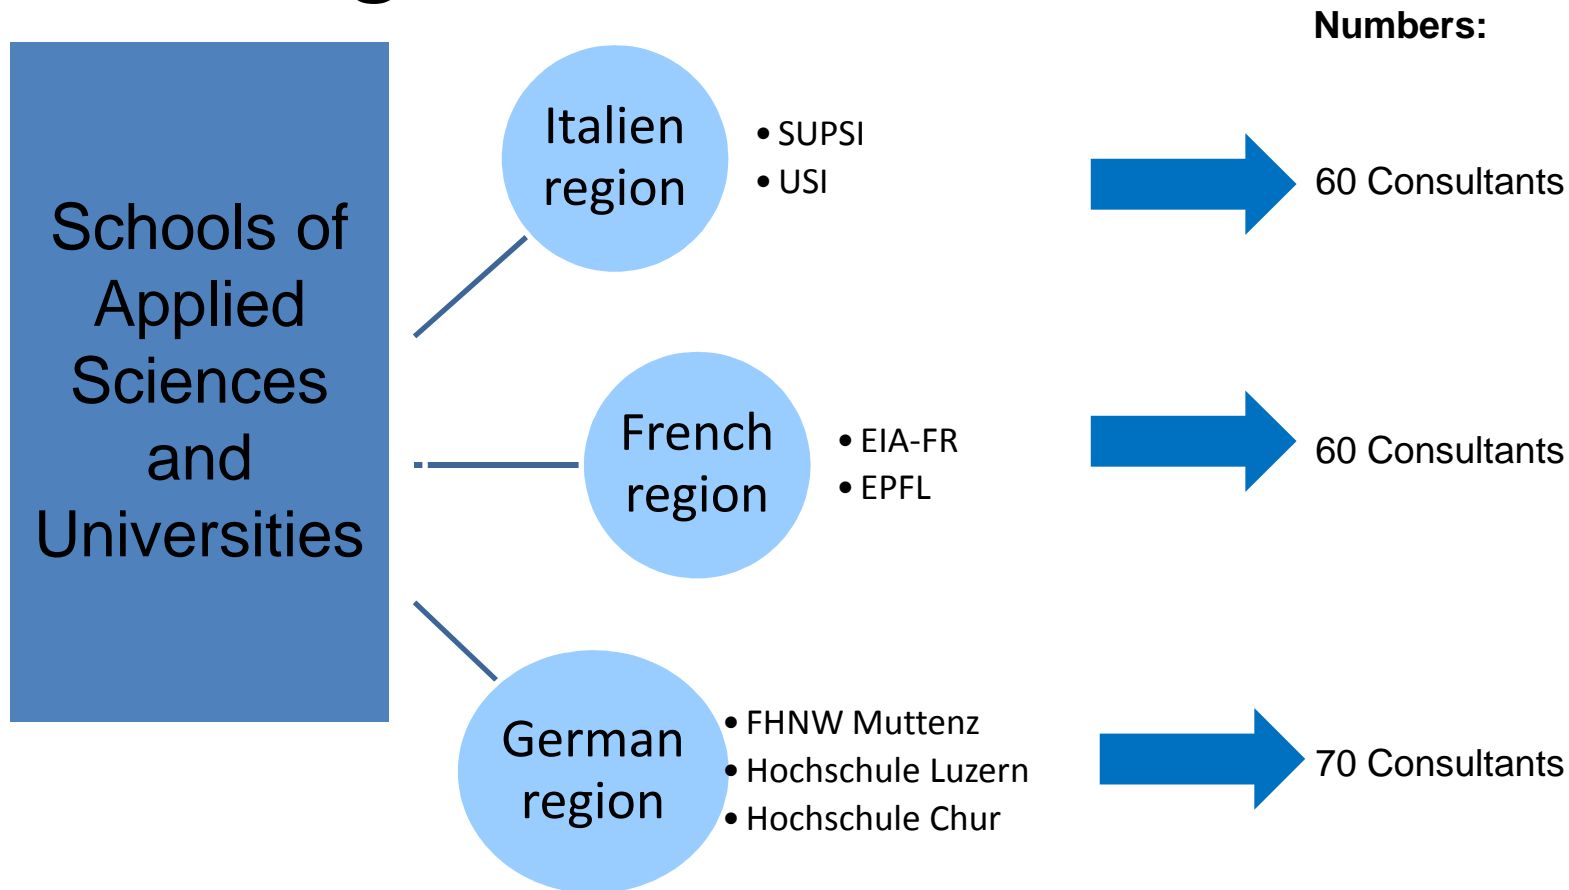 Numbers:
Schools of
Applied
Sciences
and
Universities
Italien
region
• SUPSI
• USI
60 Consultants
French
region
• EIA-FR
• EPFL
60 Consultants
German
region
• FHNW Muttenz
• Hochschule Luzern
• Hochschule Chur
70 Consultants